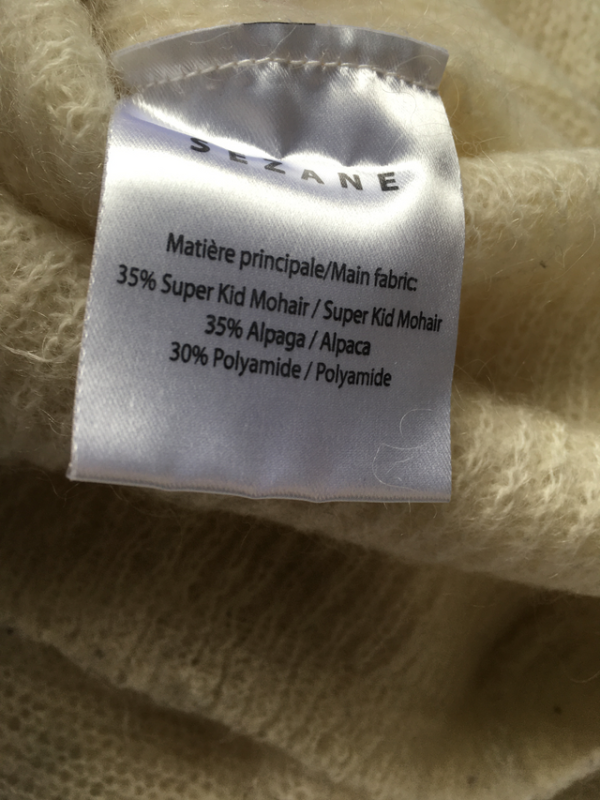 SEZANE
Matière principale/Main fabric:
35% Super Kid Mohair / Super Kid Mohair
35% Alpaga / Alpaca
30% Polyamide / Polyamide